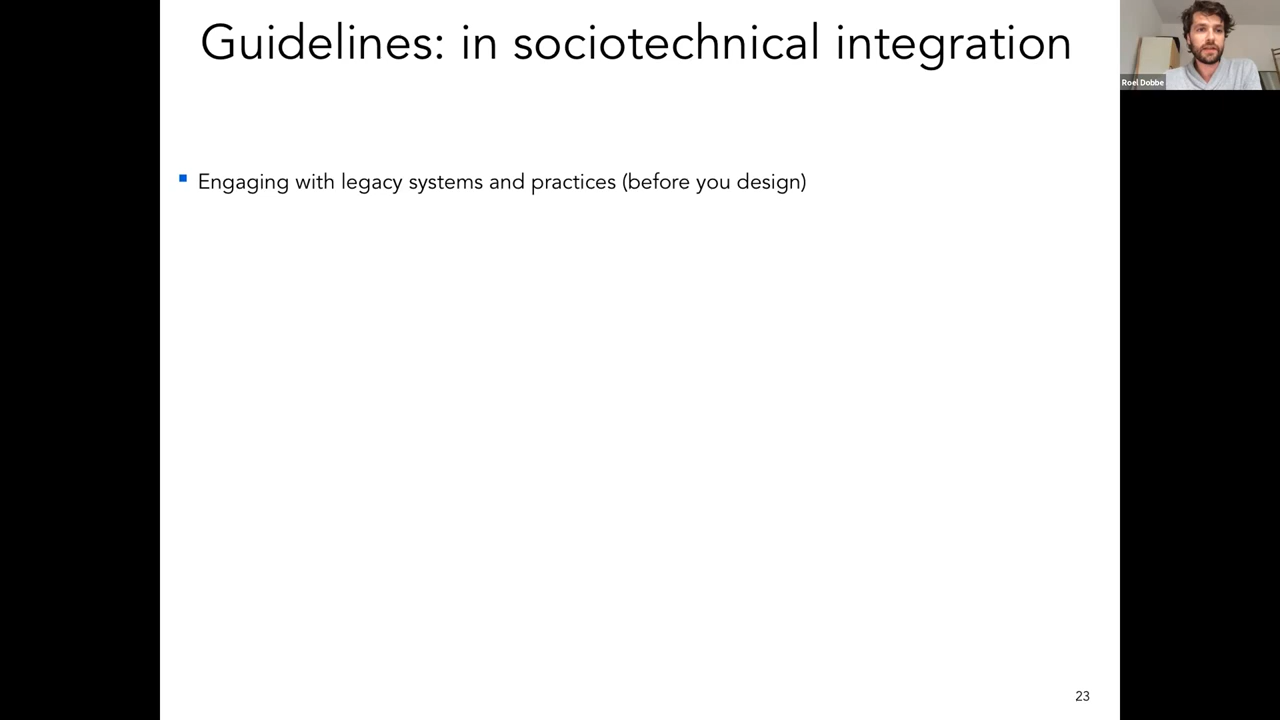 Guidelines: in sociotechnical integration
Roel Dobbe
Engaging with legacy systems and practices (before you design)
23